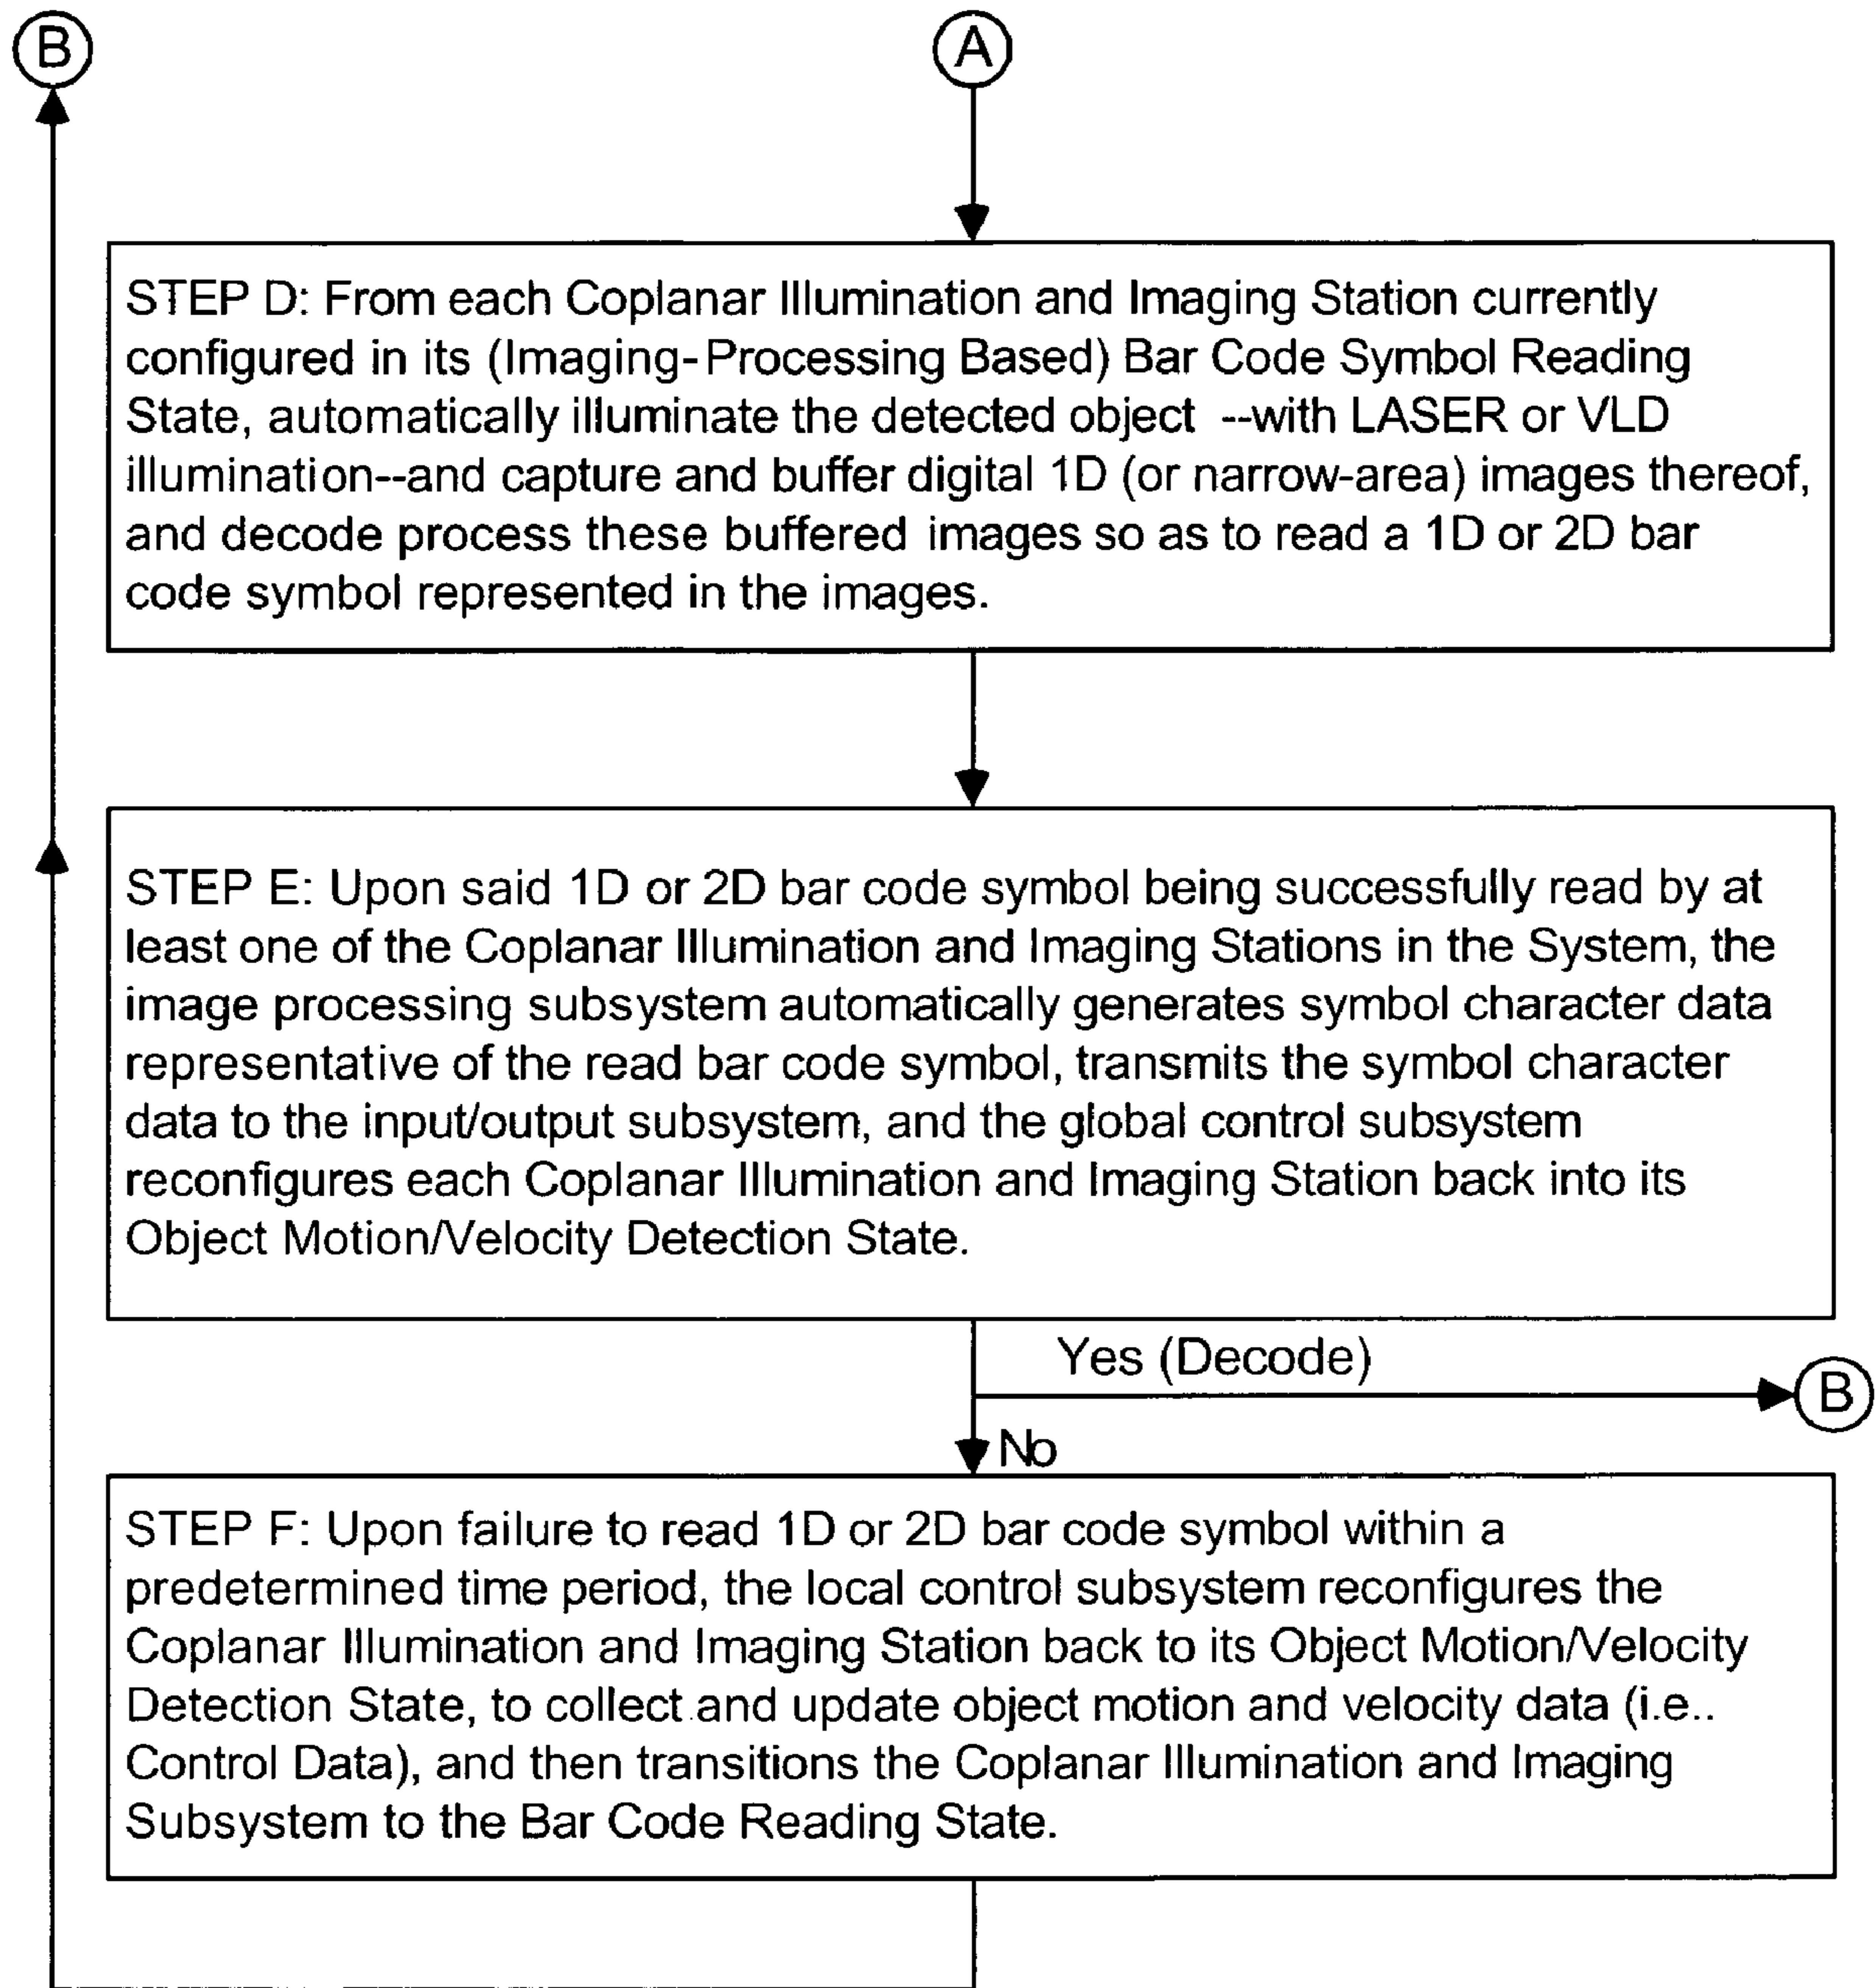 B
A
STEP D: From each Coplanar Illumination and Imaging Station currently
configured in its (Imaging-Processing Based) Bar Code Symbol Reading
State, automatically illuminate the detected object --with LASER or VLD
illumination--and capture and buffer digital 1D (or narrow-area) images thereof,
and decode process these buffered images so as to read a 1D or 2D bar
code symbol represented in the images.
STEP E: Upon said 1D or 2D bar code symbol being successfully read by at
least one of the Coplanar Illumination and Imaging Stations in the System, the
image processing subsystem automatically generates symbol character data
representative of the read bar code symbol, transmits the symbol character
data to the input/output subsystem, and the global control subsystem
reconfigures each Coplanar Illumination and Imaging Station back into its
Object Motion/Velocity Detection State.
Yes (Decode)
B
No
STEP F: Upon failure to read 1D or 2D bar code symbol within a
predetermined time period, the local control subsystem reconfigures the
Coplanar Illumination and Imaging Station back to its Object Motion/Velocity
Detection State, to collect and update object motion and velocity data (i.e..
Control Data), and then transitions the Coplanar Illumination and Imaging
Subsystem to the Bar Code Reading State.